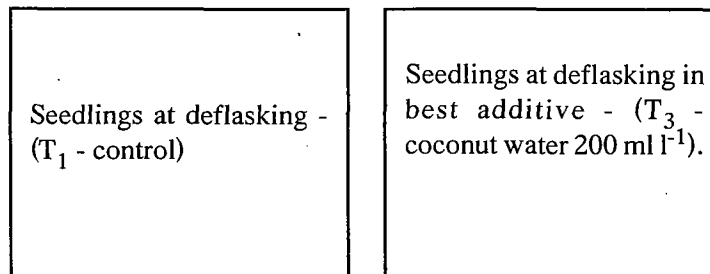 Seedlings at deflasking -
(T₁ - control)
Seedlings at deflasking in
best additive - (T₃ -
coconut water 200 ml l⁻¹).